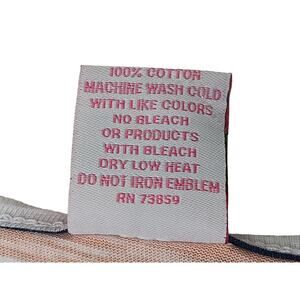 100% COTTON
MACHINE WASH COLD
WITH LIKE COLORS
NO BLEACH
OR PRODUCTS
WITH BLEACH
DRY LOW HEAT
DO NOT IRON EMBLEM
RN 73859